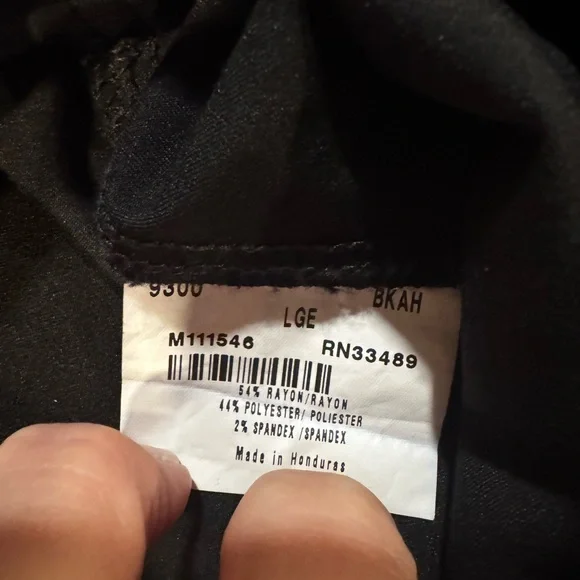 9300 BKAH
LGE
M111546 RN33489
54% RAYON/RAYON
44% POLYESTER/ POLIESTER
2% SPANDEX /SPANDEX
Made in Honduras